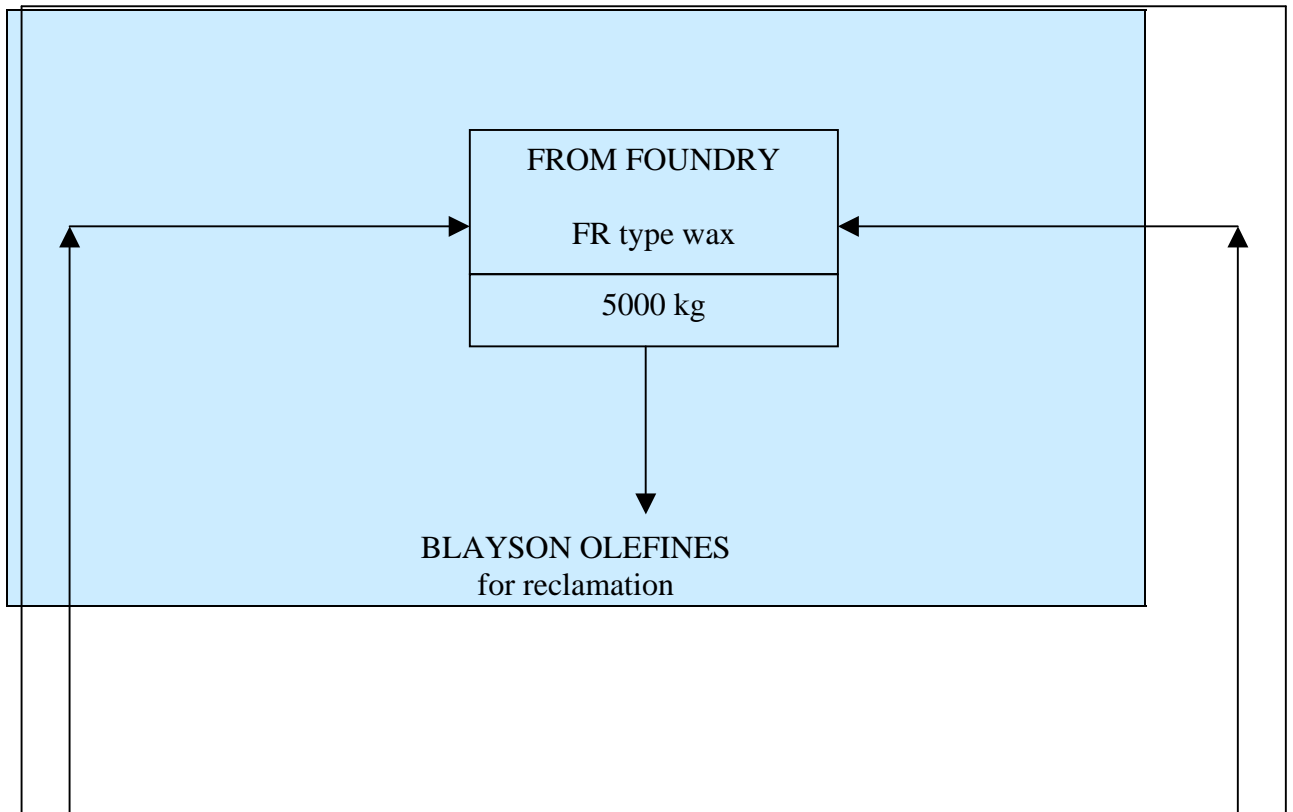 FROM FOUNDRY
FR type wax
5000 kg
BLAYSON OLEFINES
for reclamation